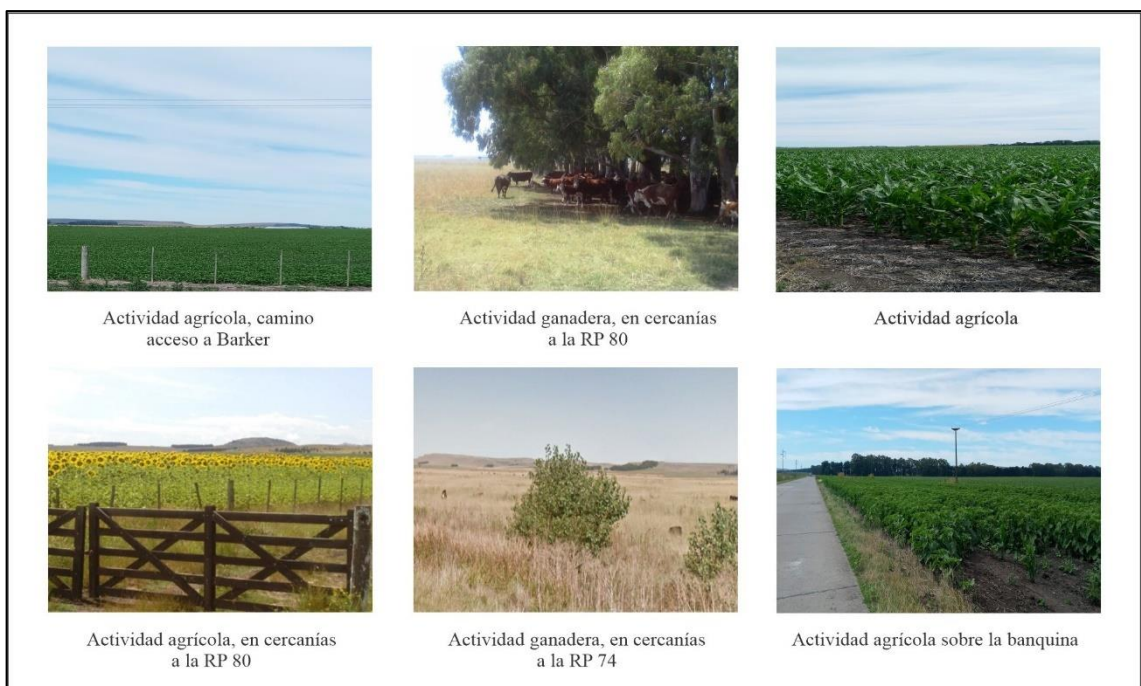 Actividad agrícola, camino
acceso a Barker
Actividad ganadera, en cercanías
a la RP 80
Actividad agrícola
Actividad agrícola, en cercanías
a la RP 80
Actividad ganadera, en cercanías
a la RP 74
Actividad agrícola sobre la banquina